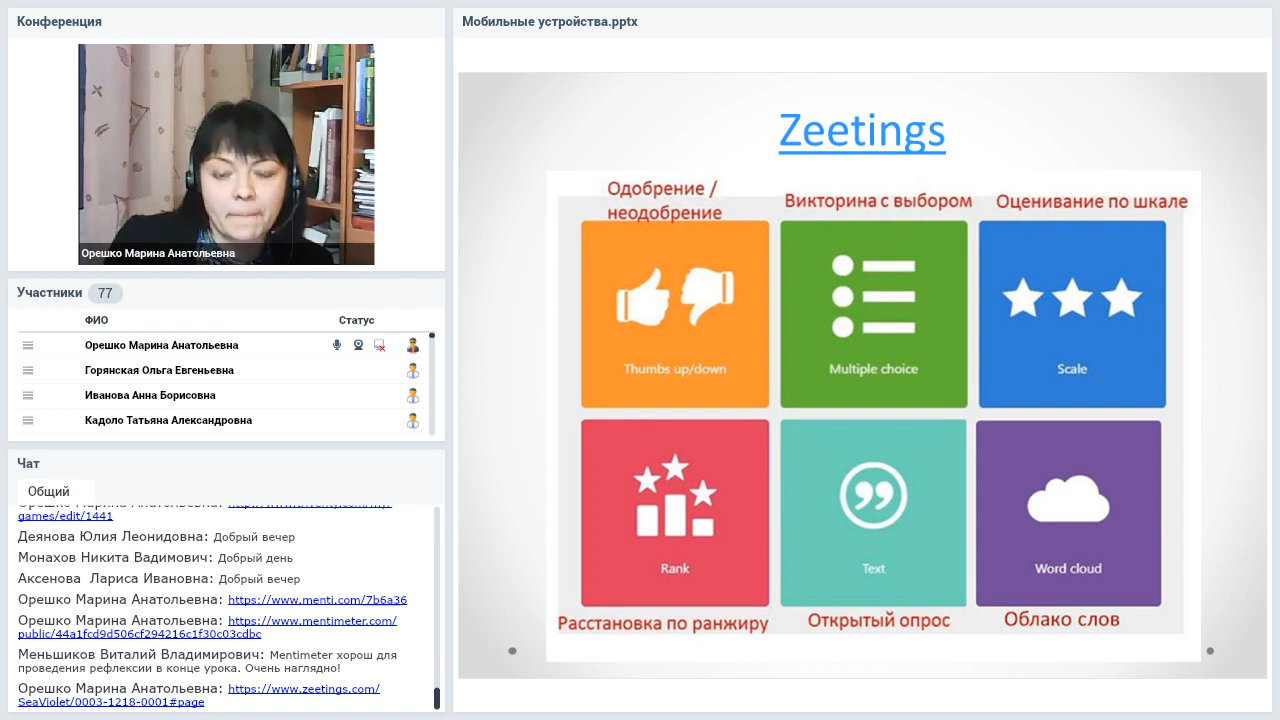 Конференция
Орешко Марина Анатольевна
Участники 77
ФИО Статус
Орешко Марина Анатольевна
Горянская Ольга Евгеньевна
Иванова Анна Борисовна
Кадоло Татьяна Александровна
Чат
Общий
Орешко Марина Анатольевна:
games/edit/1441
Деянова Юлия Леонидовна: Добрый вечер
Монахов Никита Вадимович: Добрый день
Аксенова Лариса Ивановна: Добрый вечер
Орешко Марина Анатольевна: https://www.menti.com/7b6a36
Орешко Марина Анатольевна: https://www.mentimeter.com/
public/44a1fcd9d506cf294216c1f30c03cdbc
Меньшиков Виталий Владимирович: Mentimeter хорош для
проведения рефлексии в конце урока. Очень наглядно!
Орешко Марина Анатольевна: https://www.zeetings.com/
SeaViolet/0003-1218-0001#page
Мобильные устройства.pptx
Zeetings
Одобрение /
неодобрение
Викторина с выбором
Оценивание по шкале
Thumbs up/down
Multiple choice
Scale
Rank
Text
Word cloud
Расстановка по ранжиру
Открытый опрос
Облако слов